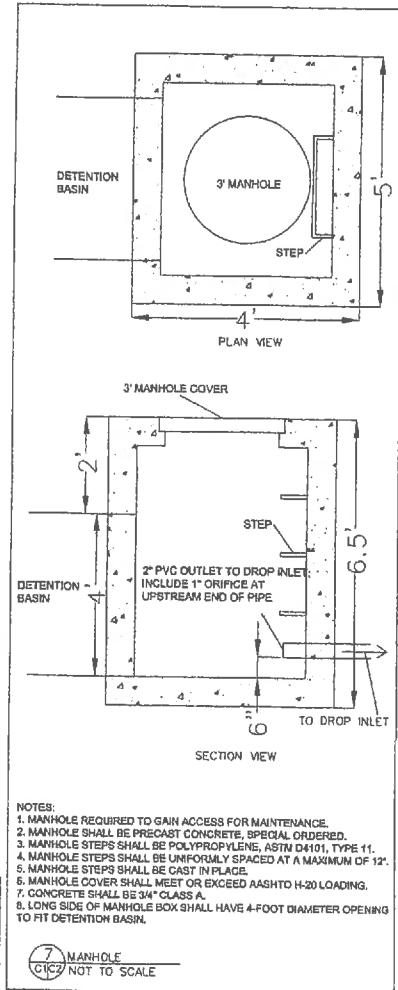 DETENTION
BASIN
3' MANHOLE
STEP
5'
4'
PLAN VIEW
3' MANHOLE COVER
2'
STEP
2" PVC OUTLET TO DROP INLET.
INCLUDE 1" ORIFICE AT
UPSTREAM END OF PIPE
DETENTION
BASIN
4'
6.5'
6"
TO DROP INLET
SECTION VIEW
NOTES:
1. MANHOLE REQUIRED TO GAIN ACCESS FOR MAINTENANCE.
2. MANHOLE SHALL BE PRECAST CONCRETE, SPECIAL ORDERED.
3. MANHOLE STEPS SHALL BE POLYPROPYLENE, ASTM D4101, TYPE 11.
4. MANHOLE STEPS SHALL BE UNIFORMLY SPACED AT A MAXIMUM OF 12".
5. MANHOLE STEPS SHALL BE CAST IN PLACE.
6. MANHOLE COVER SHALL MEET OR EXCEED AASHTO H-20 LOADING.
7. CONCRETE SHALL BE 3/4" CLASS A.
8. LONG SIDE OF MANHOLE BOX SHALL HAVE 4-FOOT DIAMETER OPENING
TO FIT DETENTION BASIN.
7 MANHOLE
C1 C2 NOT TO SCALE